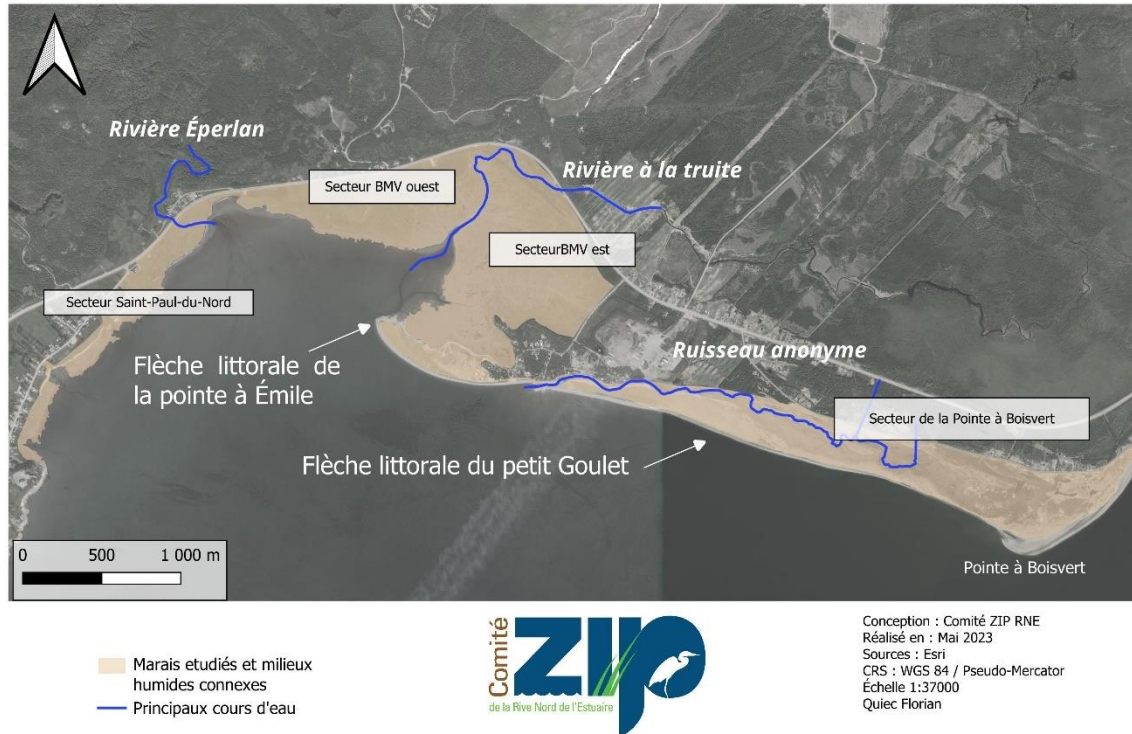 Rivière Éperlan
Secteur BMV ouest
Rivière à la truite
SecteurBMV est
Secteur Saint-Paul-du-Nord
Flèche littorale de
la pointe à Émile
Ruisseau anonyme
Secteur de la Pointe à Boisvert
Flèche littorale du petit Goulet
0 500 1 000 m
Pointe à Boisvert
Marais etudiés et milieux
humides connexes
Principaux cours d'eau
Comité
ZIP
de la Rive Nord de l'Estuaire
Conception : Comité ZIP RNE
Réalisé en : Mai 2023
Sources : Esri
CRS : WGS 84 / Pseudo-Mercator
Échelle 1:37000
Quiec Florian